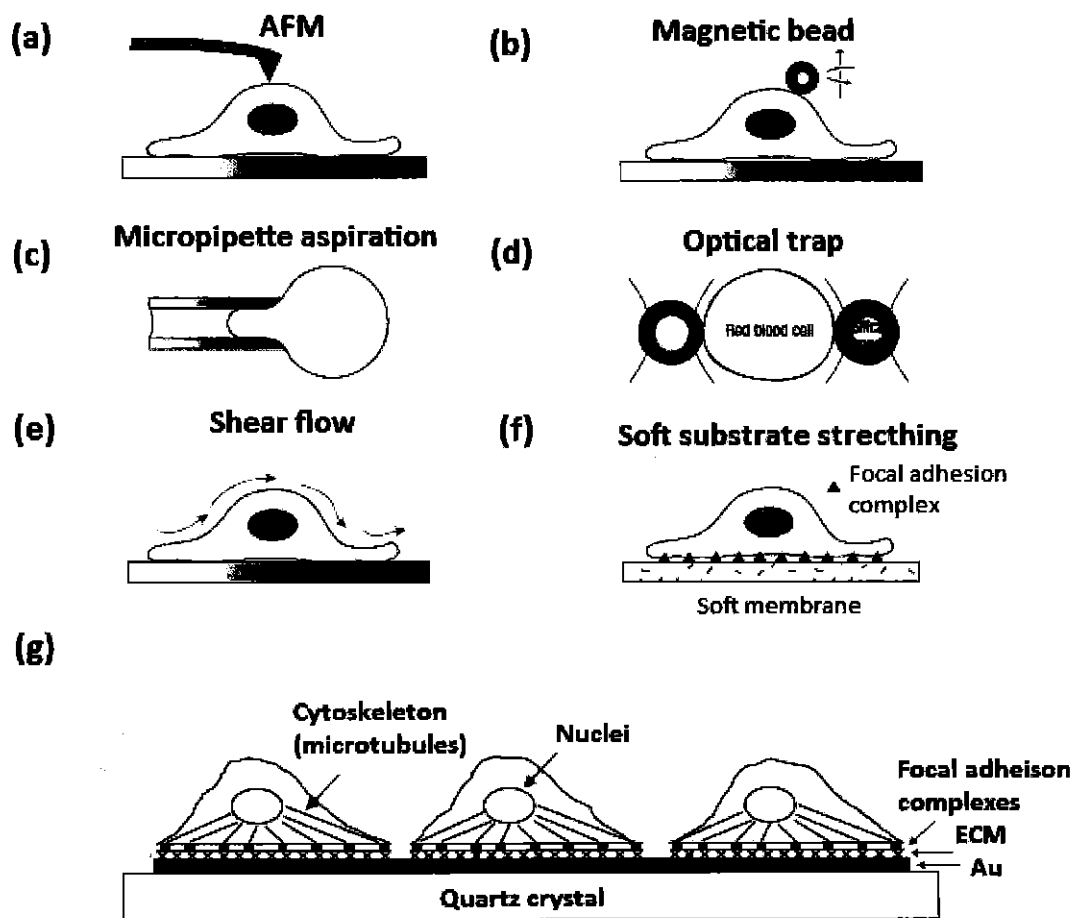 (a)
AFM
(b)
Magnetic bead
(c)
Micropipette aspiration
(d)
Optical trap
Red blood cell
(e)
Shear flow
(f)
Soft substrate strecthing
Focal adhesion
complex
Soft membrane
(g)
Cytoskeleton
(microtubules)
Nuclei
Focal adheison
complexes
ECM
Au
Quartz crystal